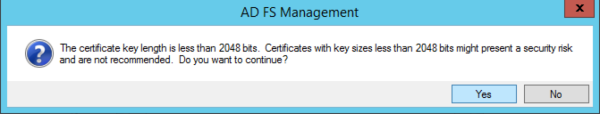 AD FS Management
x
The certificate key length is less than 2048 bits. Certificates with key sizes less than 2048 bits might present a security risk
and are not recommended. Do you want to continue?
Yes
No